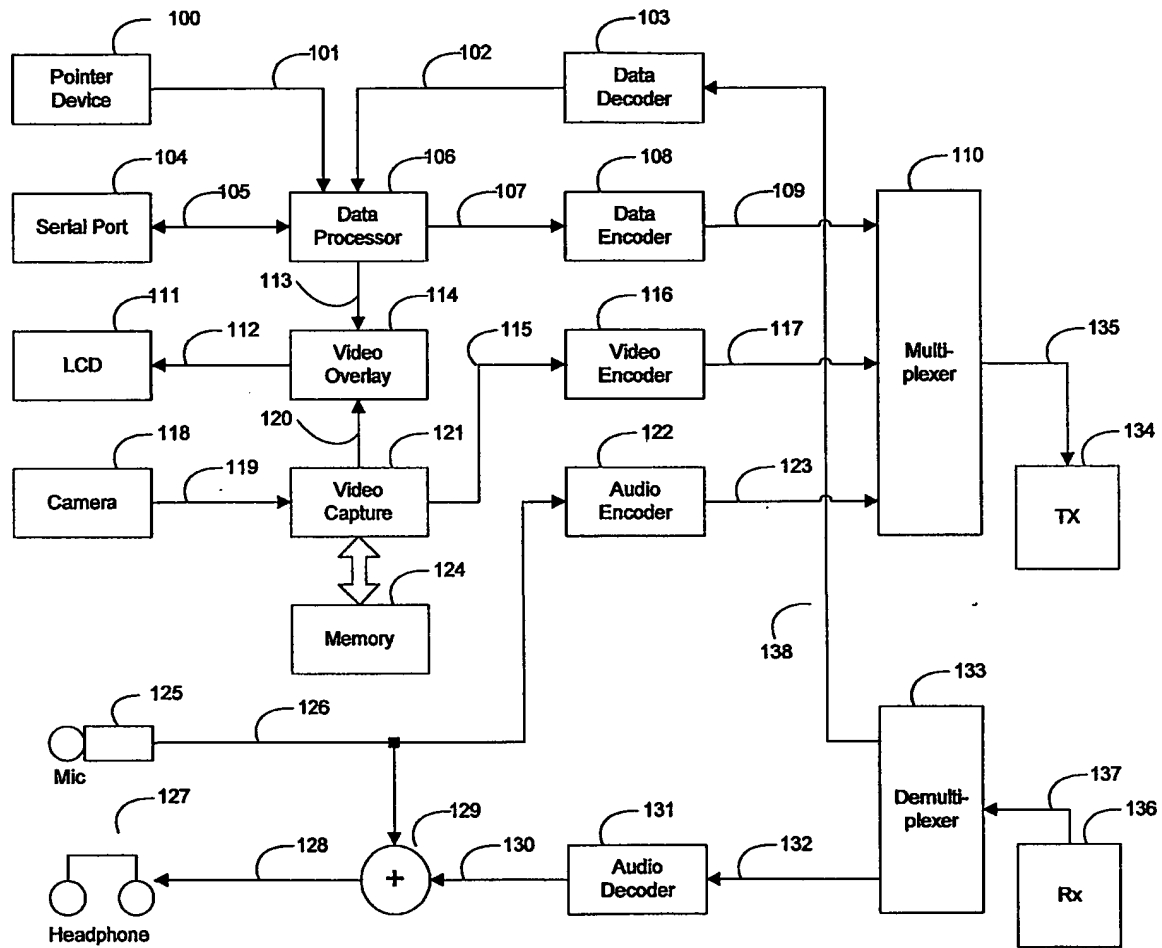 100
101
102
103
Pointer
Device
Data
Decoder
104
105
106
107
108
109
110
Serial Port
Data
Processor
Data
Encoder
111
112
113
114
115
116
117
135
LCD
Video
Overlay
Video
Encoder
Multi-
plexer
118
119
120
121
122
123
134
Camera
Video
Capture
Audio
Encoder
TX
124
Memory
138
125
126
133
Mic
127
128
129
130
131
132
137
136
Demulti-
plexer
+
Audio
Decoder
Rx
Headphone